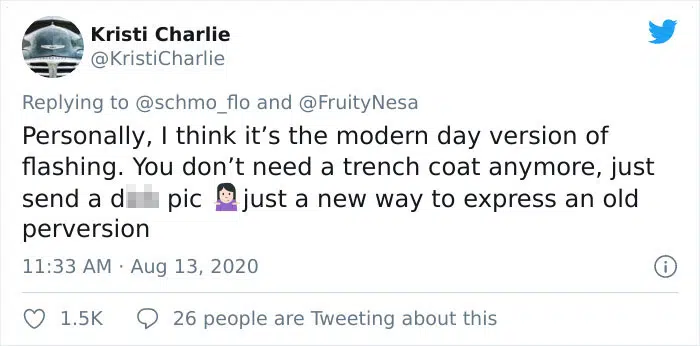 Kristi Charlie
@KristiCharlie
Replying to @schmo_flo and @FruityNesa
Personally, I think it’s the modern day version of
flashing. You don’t need a trench coat anymore, just
send a d pic 🤷🏻‍♀️just a new way to express an old
perversion
11:33 AM · Aug 13, 2020
1.5K 26 people are Tweeting about this